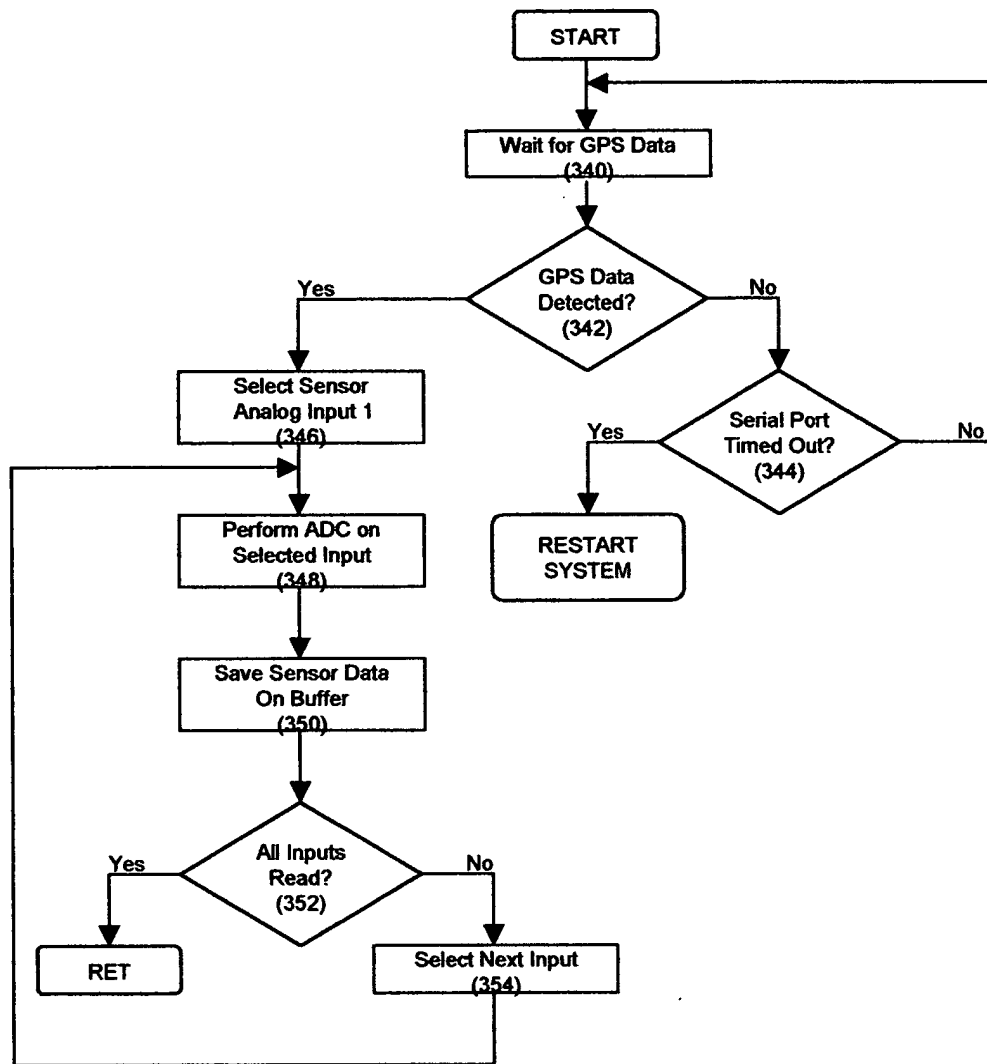 START
Wait for GPS Data
(340)
GPS Data
Detected?
(342)
Yes
No
Select Sensor
Analog Input 1
(346)
Serial Port
Timed Out?
(344)
Yes
No
Perform ADC on
Selected Input
(348)
RESTART
SYSTEM
Save Sensor Data
On Buffer
(350)
All Inputs
Read?
(352)
Yes
No
RET
Select Next Input
(354)